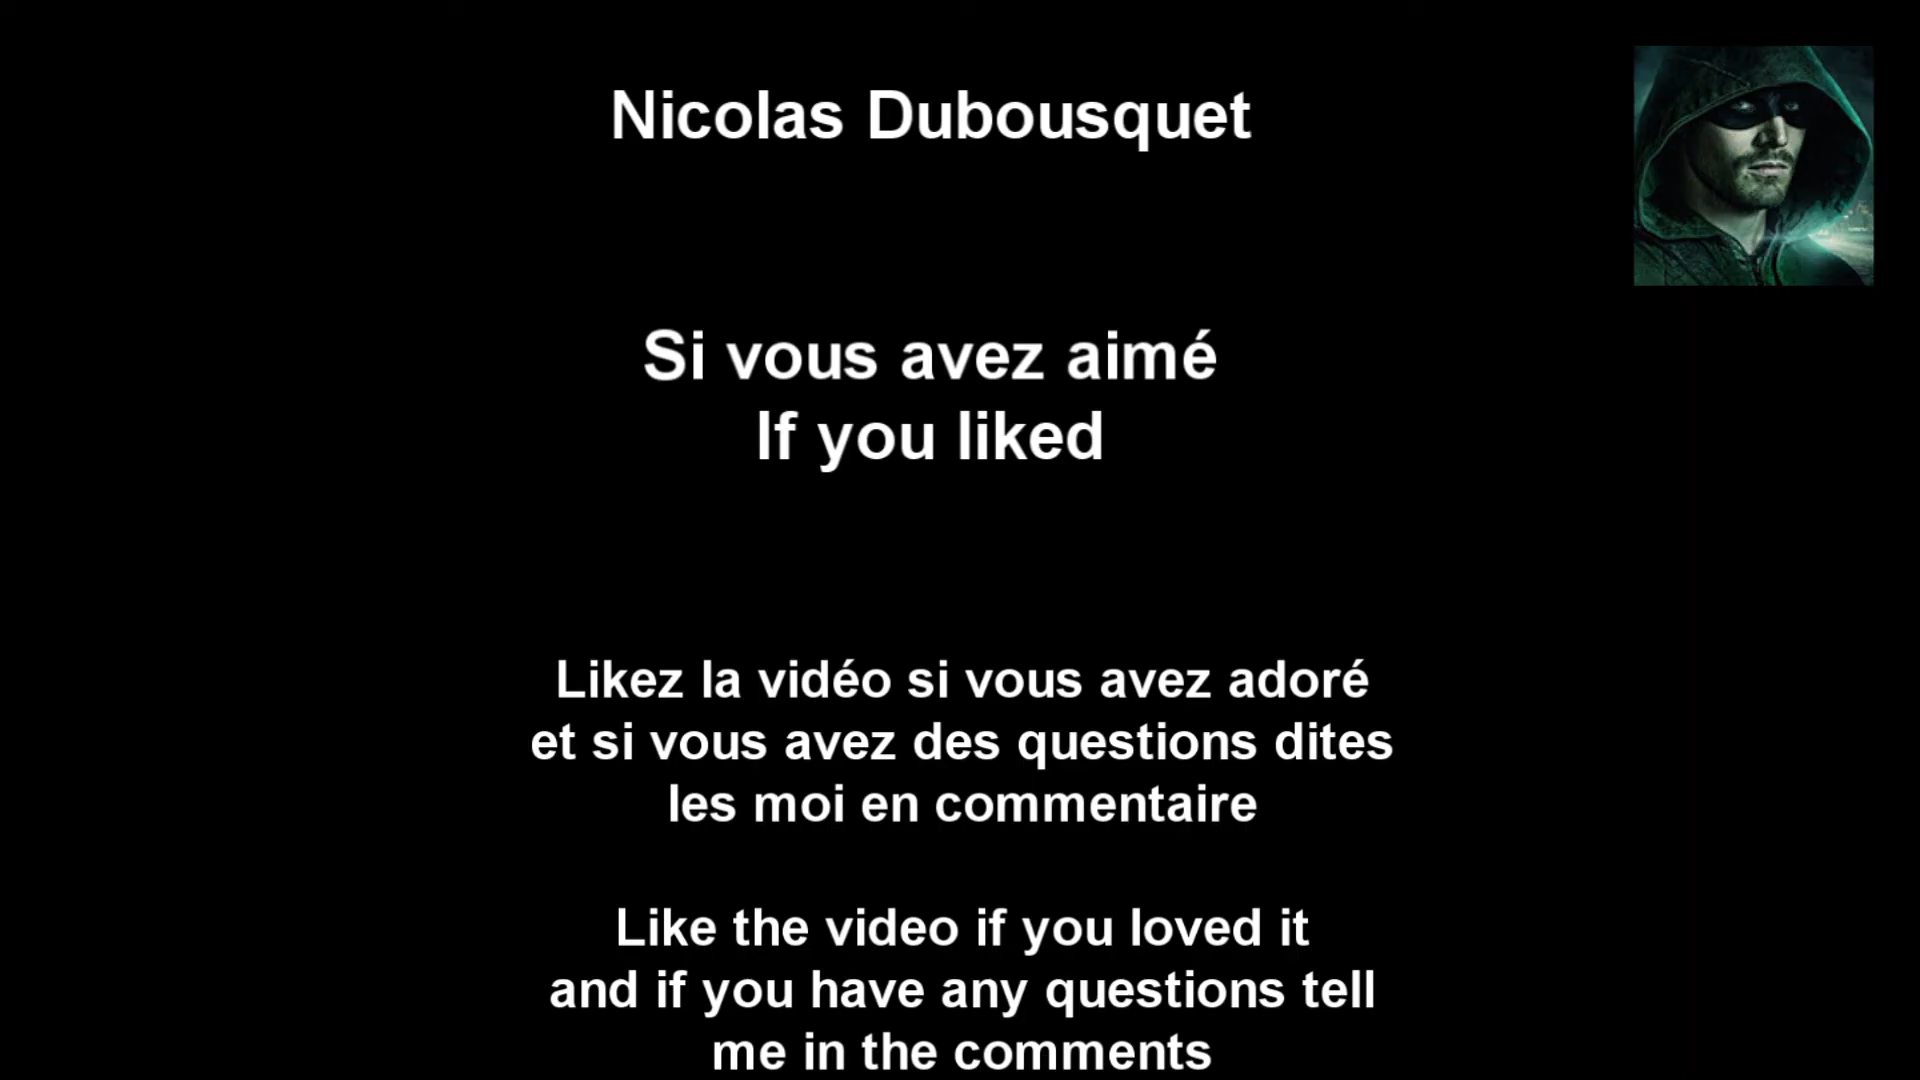 Nicolas Dubousquet
Si vous avez aimé
If you liked
Likez la vidéo si vous avez adoré
et si vous avez des questions dites
les moi en commentaire
Like the video if you loved it
and if you have any questions tell
me in the comments